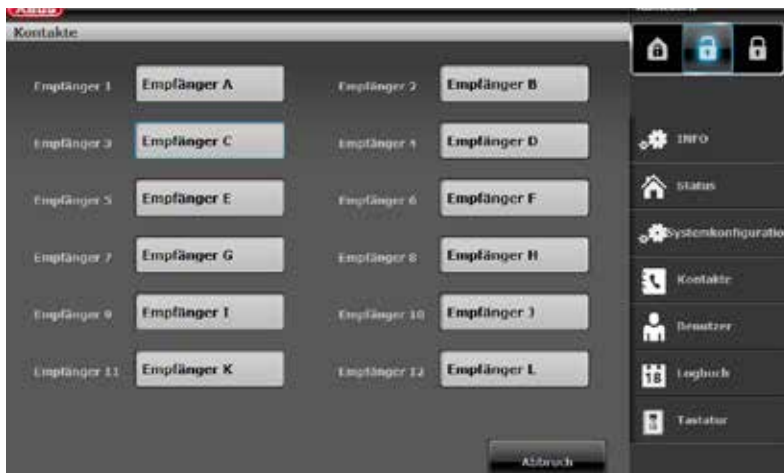 Kontakte
Empfänger 1 Empfänger A Empfänger 2 Empfänger B
Empfänger 3 Empfänger C Empfänger 4 Empfänger D
Empfänger 5 Empfänger E Empfänger 6 Empfänger F
Empfänger 7 Empfänger G Empfänger 8 Empfänger H
Empfänger 9 Empfänger I Empfänger 10 Empfänger J
Empfänger 11 Empfänger K Empfänger 12 Empfänger L
Abbruch
INFO
Status
Systemkonfiguratio
Kontakte
Benutzer
18
Logbuch
Tastatur